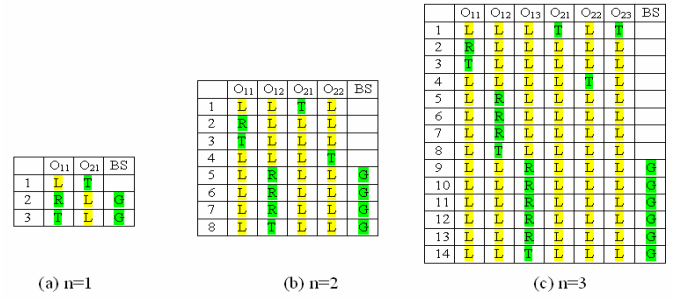 O11 O21 BS
1 L T
2 R L G
3 T L G
(a) n=1
O11 O12 O21 O22 BS
1 L L T L
2 R L L L
3 T L L L
4 L L L T
5 L R L L G
6 L R L L G
7 L R L L G
8 L T L L G
(b) n=2
O11 O12 O13 O21 O22 O23 BS
1 L L L T L T
2 R L L L L L
3 T L L L L L
4 L L L L T L
5 L R L L L L
6 L R L L L L
7 L R L L L L
8 L T L L L L
9 L L R L L L G
10 L L R L L L G
11 L L R L L L G
12 L L R L L L G
13 L L R L L L G
14 L L T L L L G
(c) n=3